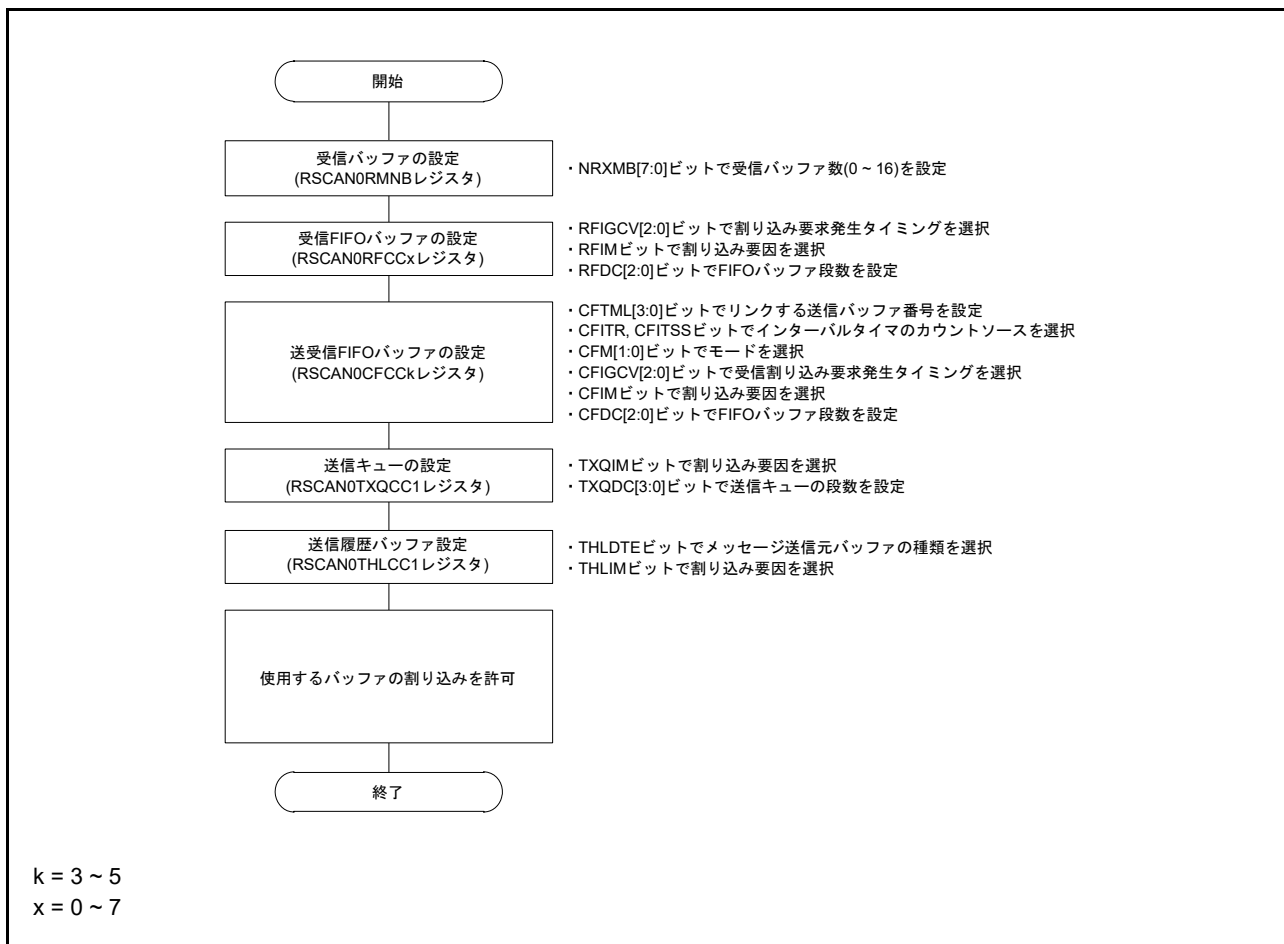 開始
受信バッファの設定
(RSCAN0RMNBレジスタ)
・NRXMB[7:0]ビットで受信バッファ数(0 ~ 16)を設定
受信FIFOバッファの設定
(RSCAN0RFCCxレジスタ)
・RFIGCV[2:0]ビットで割り込み要求発生タイミングを選択
・RFIMビットで割り込み要因を選択
・RFDC[2:0]ビットでFIFOバッファ段数を設定
送受信FIFOバッファの設定
(RSCAN0CFCCkレジスタ)
・CFTML[3:0]ビットでリンクする送信バッファ番号を設定
・CFITR, CFITSSビットでインターバルタイマのカウントソースを選択
・CFM[1:0]ビットでモードを選択
・CFIGCV[2:0]ビットで受信割り込み要求発生タイミングを選択
・CFIMビットで割り込み要因を選択
・CFDC[2:0]ビットでFIFOバッファ段数を設定
送信キューの設定
(RSCAN0TXQCC1レジスタ)
・TXQIMビットで割り込み要因を選択
・TXQDC[3:0]ビットで送信キューの段数を設定
送信履歴バッファ設定
(RSCAN0THLCC1レジスタ)
・THLDTEビットでメッセージ送信元バッファの種類を選択
・THLIMビットで割り込み要因を選択
使用するバッファの割り込みを許可
終了
k = 3 ~ 5
x = 0 ~ 7